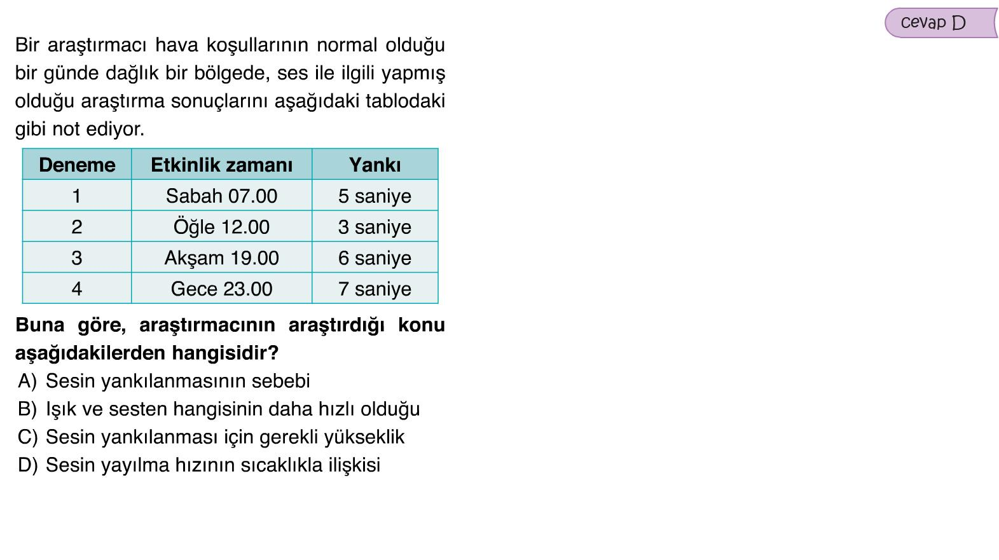 cevap D
Bir araştırmacı hava koşullarının normal olduğu
bir günde dağlık bir bölgede, ses ile ilgili yapmış
olduğu araştırma sonuçlarını aşağıdaki tablodaki
gibi not ediyor.
Deneme Etkinlik zamanı Yankı
1 Sabah 07.00 5 saniye
2 Öğle 12.00 3 saniye
3 Akşam 19.00 6 saniye
4 Gece 23.00 7 saniye
Buna göre, araştırmacının araştırdığı konu
aşağıdakilerden hangisidir?
A) Sesin yankılanmasının sebebi
B) Işık ve sesten hangisinin daha hızlı olduğu
C) Sesin yankılanması için gerekli yükseklik
D) Sesin yayılma hızının sıcaklıkla ilişkisi